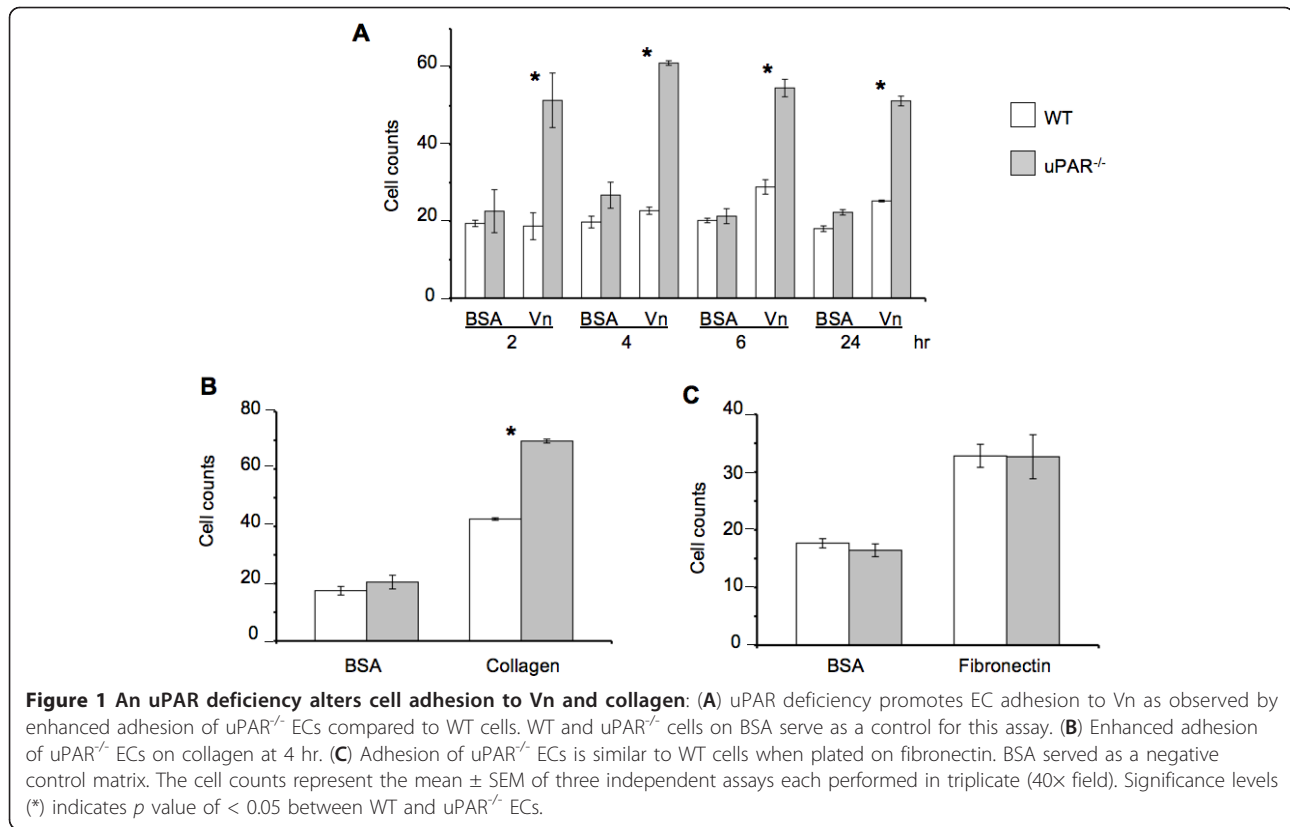 A
60
40
20
0
Cell counts
* * * *
BSA Vn BSA Vn BSA Vn BSA Vn
2 4 6 24 hr
WT
uPAR-/-
B
80
60
40
20
0
Cell counts
*
BSA Collagen
C
40
30
20
10
0
Cell counts
BSA Fibronectin
Figure 1 An uPAR deficiency alters cell adhesion to Vn and collagen: (A) uPAR deficiency promotes EC adhesion to Vn as observed by
enhanced adhesion of uPAR-/- ECs compared to WT cells. WT and uPAR-/- cells on BSA serve as a control for this assay. (B) Enhanced adhesion
of uPAR-/- ECs on collagen at 4 hr. (C) Adhesion of uPAR-/- ECs is similar to WT cells when plated on fibronectin. BSA served as a negative
control matrix. The cell counts represent the mean ± SEM of three independent assays each performed in triplicate (40× field). Significance levels
(*) indicates p value of < 0.05 between WT and uPAR-/- ECs.